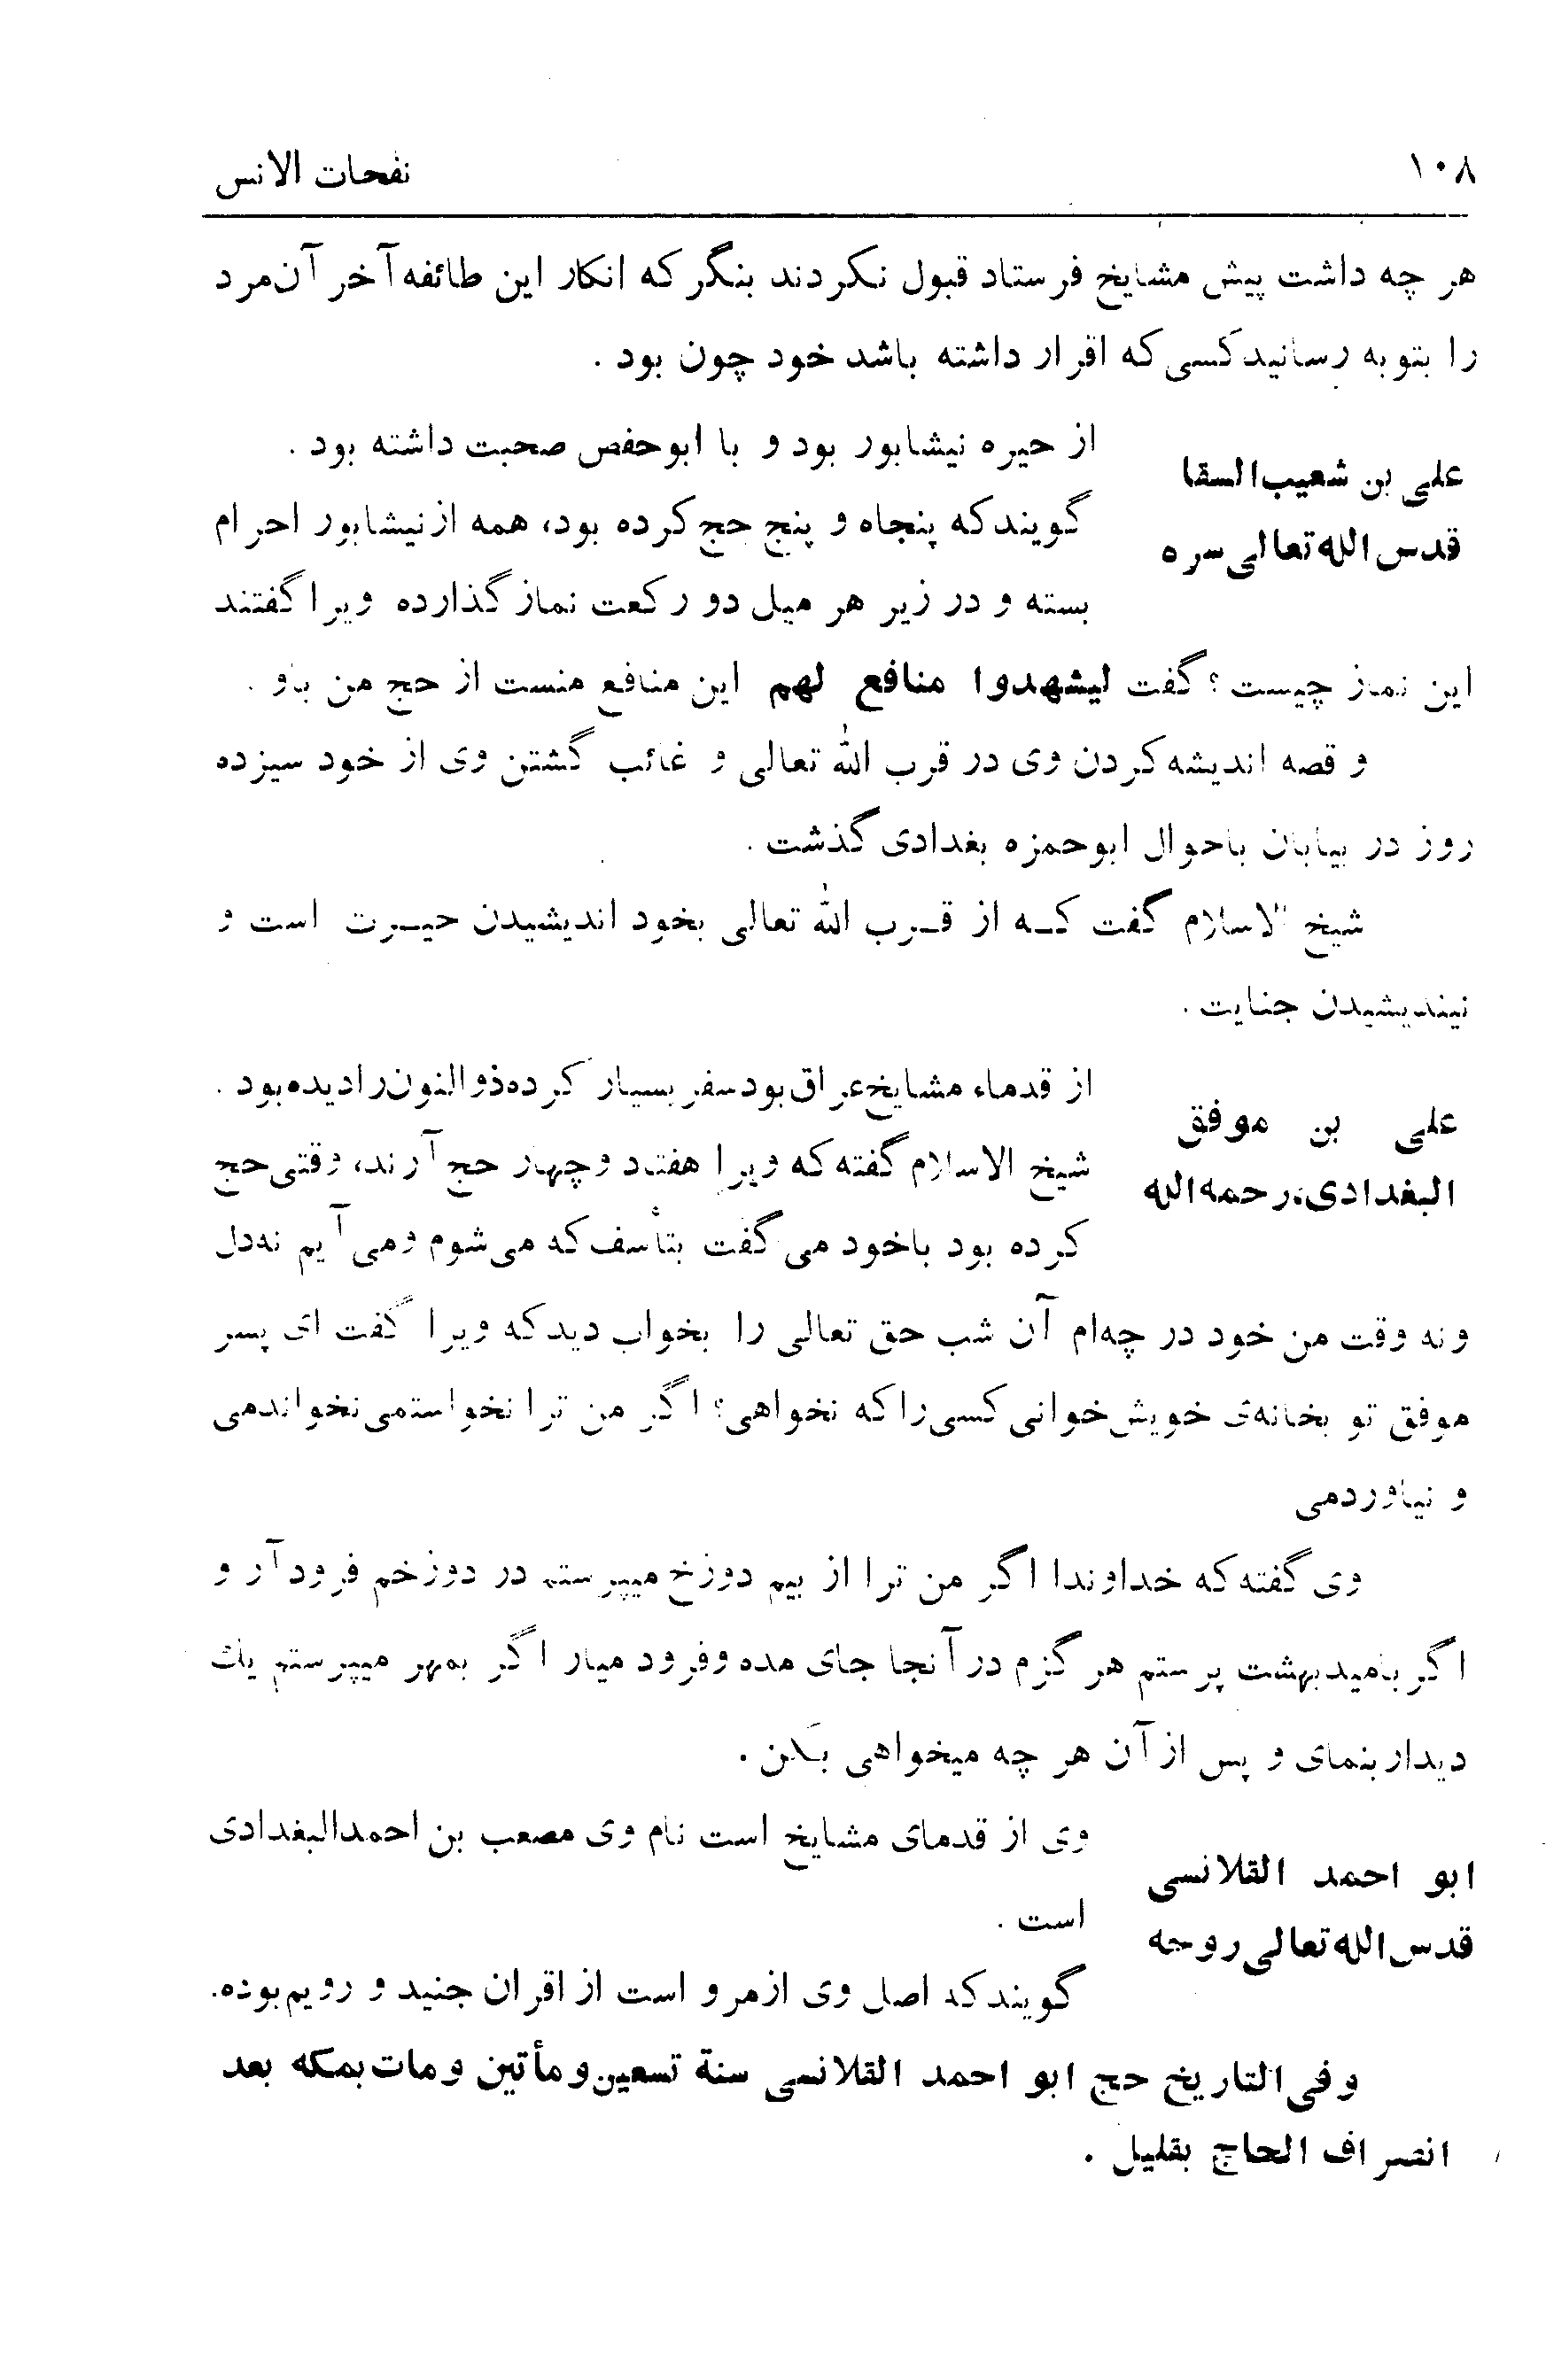 ۱۰۸
نفحات الانس
هر چه داشت پیش مشایخ فرستاد قبول نکردند بنگر که انکار این طائفه آخر آن مرد
را بتوبه رسانید کسی که اقرار داشته باشد خود چون بود .
علی بن شعیب السقا
قدس الله تعالی سره
از حیره نیشابور بود و با ابوحفص صحبت داشته بود .
گویند که پنجاه و پنج حج کرده بود، همه از نیشابور احرام
بسته و در زیر هر میل دو رکعت نماز گذارده ویرا گفتند
این نماز چیست ؟ گفت لیشهدوا منافع لهم این منافع منست از حج من باو .
و قصه اندیشه کردن وی در قرب الله تعالی و غائب گشتن وی از خود سیزده
روز در بیابان باحوال ابوحمزه بغدادی گذشت .
شیخ الاسلام گفت کـه از قـرب الله تعالی بخود اندیشیدن حیـرت است و
نیندیشیدن جنایت .
علی بن موفق
البغدادی، رحمه الله
از قدماء مشایخ عراق بود سفر بسیار کرده ذوالنون را دیده بود .
شیخ الاسلام گفته که ویرا هفتاد و چهار حج آرند، وقتی حج
کرده بود باخود می گفت بتأسف که می شوم و می آیم نه دل
و نه وقت من خود در چه ام آن شب حق تعالی را بخواب دید که ویرا گفت ای پسر
موفق تو بخانه ی خویش خوانی کسی را که نخواهی؟ اگر من ترا نخواستمی نخواندمی
و نیاوردمی
وی گفته که خداوندا اگر من ترا از بیم دوزخ میپرستم در دوزخم فرود آر و
اگر بامید بهشت پرستم هرگزم در آنجا جای مده و فرود میار اگر بمهر میپرستم یك
دیدار بنمای و پس از آن هر چه میخواهی بکن .
ابو احمد القلانسی
قدس الله تعالی روحه
وی از قدمای مشایخ است نام وی مصعب بن احمد البغدادی
است .
گویند که اصل وی از مرو است از اقران جنید و رویم بوده.
و فی التاریخ حج ابو احمد القلانسی سنة تسعین و مأتین و مات بمکه بعد
انصراف الحاج بقلیل .